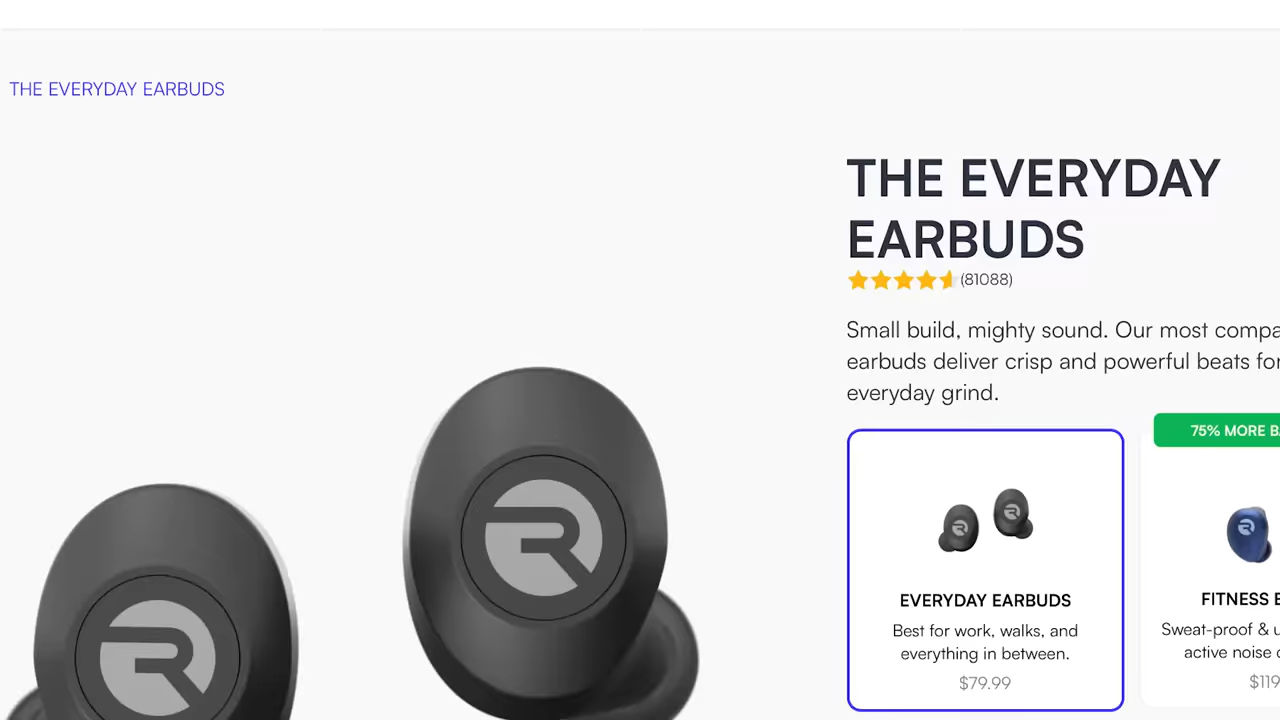 THE EVERYDAY EARBUDS
THE EVERYDAY
EARBUDS
(81088)
Small build, mighty sound. Our most compa
earbuds deliver crisp and powerful beats for
everyday grind.
75% MORE B
EVERYDAY EARBUDS
Best for work, walks, and
everything in between.
$79.99
FITNESS E
Sweat-proof & u
active noise c
$119